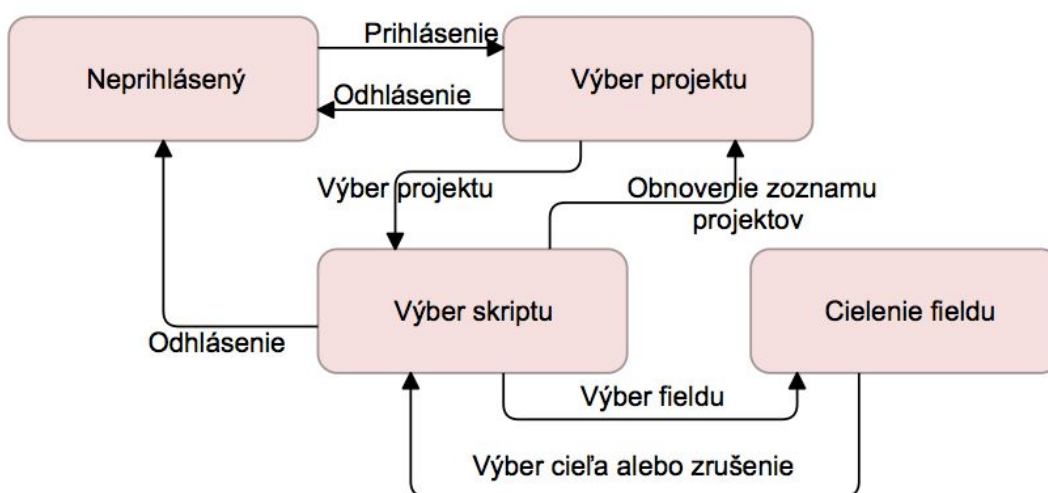 Prihlásenie
Neprihlásený
Výber projektu
Odhlásenie
Výber projektu
Obnovenie zoznamu
projektov
Výber skriptu
Cielenie fieldu
Odhlásenie
Výber fieldu
Výber cieľa alebo zrušenie